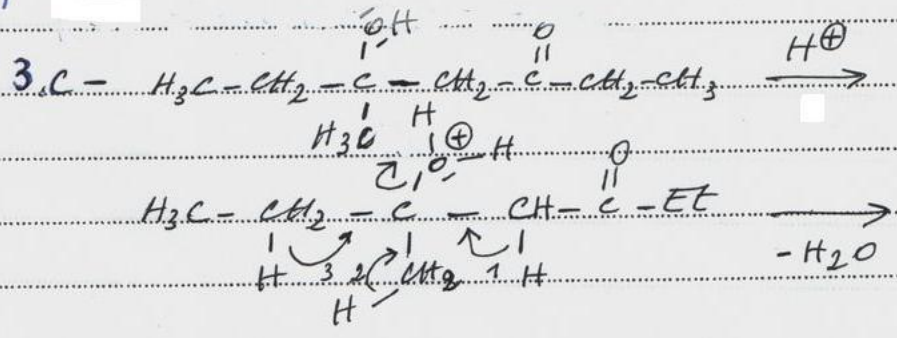 OH
O
3.C- H3C-CH2-C-CH2-C-CH2-CH3 H⊕
H3C H ⊕
O-H O
H3C-CH2-C-CH-C-Et
-H2O
H 3 2 CH2 1 H
H